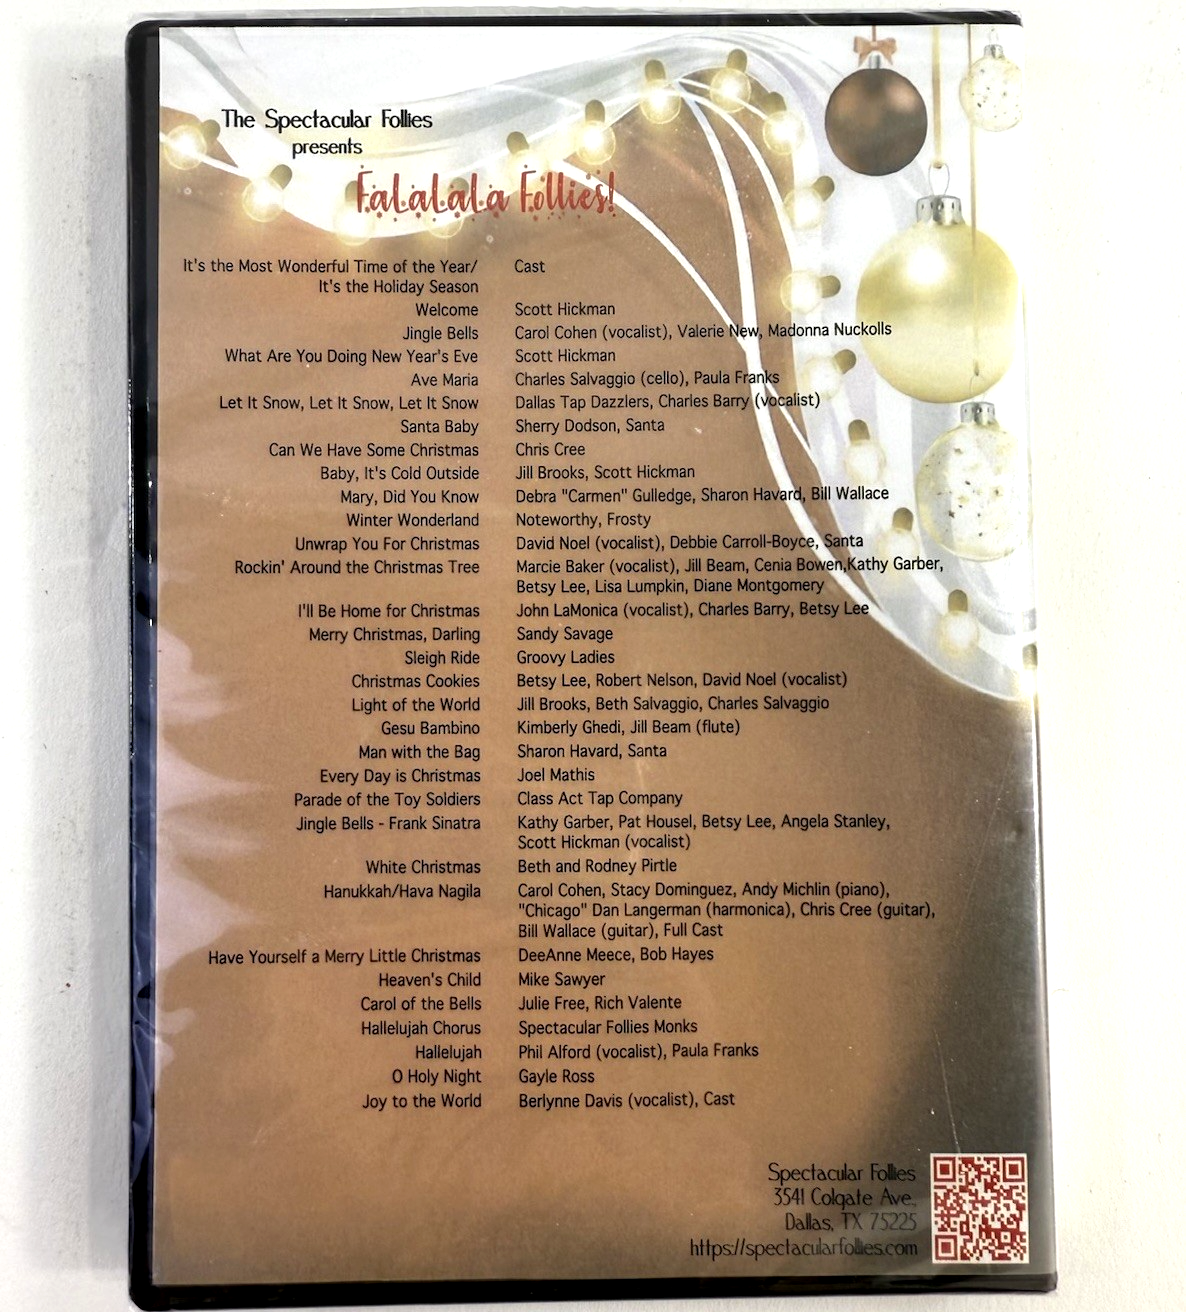 The Spectacular Follies
presents
FaLaLaLa Follies!
It's the Most Wonderful Time of the Year/ Cast
It's the Holiday Season
Welcome Scott Hickman
Jingle Bells Carol Cohen (vocalist), Valerie New, Madonna Nuckolls
What Are You Doing New Year's Eve Scott Hickman
Ave Maria Charles Salvaggio (cello), Paula Franks
Let It Snow, Let It Snow, Let It Snow Dallas Tap Dazzlers, Charles Barry (vocalist)
Santa Baby Sherry Dodson, Santa
Can We Have Some Christmas Chris Cree
Baby, It's Cold Outside Jill Brooks, Scott Hickman
Mary, Did You Know Debra "Carmen" Gulledge, Sharon Havard, Bill Wallace
Winter Wonderland Noteworthy, Frosty
Unwrap You For Christmas David Noel (vocalist), Debbie Carroll-Boyce, Santa
Rockin' Around the Christmas Tree Marcie Baker (vocalist), Jill Beam, Cenia Bowen,Kathy Garber,
Betsy Lee, Lisa Lumpkin, Diane Montgomery
I'll Be Home for Christmas John LaMonica (vocalist), Charles Barry, Betsy Lee
Merry Christmas, Darling Sandy Savage
Sleigh Ride Groovy Ladies
Christmas Cookies Betsy Lee, Robert Nelson, David Noel (vocalist)
Light of the World Jill Brooks, Beth Salvaggio, Charles Salvaggio
Gesu Bambino Kimberly Ghedi, Jill Beam (flute)
Man with the Bag Sharon Havard, Santa
Every Day is Christmas Joel Mathis
Parade of the Toy Soldiers Class Act Tap Company
Jingle Bells - Frank Sinatra Kathy Garber, Pat Housel, Betsy Lee, Angela Stanley,
Scott Hickman (vocalist)
White Christmas Beth and Rodney Pirtle
Hanukkah/Hava Nagila Carol Cohen, Stacy Dominguez, Andy Michlin (piano),
"Chicago" Dan Langerman (harmonica), Chris Cree (guitar),
Bill Wallace (guitar), Full Cast
Have Yourself a Merry Little Christmas DeeAnne Meece, Bob Hayes
Heaven's Child Mike Sawyer
Carol of the Bells Julie Free, Rich Valente
Hallelujah Chorus Spectacular Follies Monks
Hallelujah Phil Alford (vocalist), Paula Franks
O Holy Night Gayle Ross
Joy to the World Berlynne Davis (vocalist), Cast
Spectacular Follies
3541 Colgate Ave.,
Dallas, TX 75225
https://spectacularfollies.com